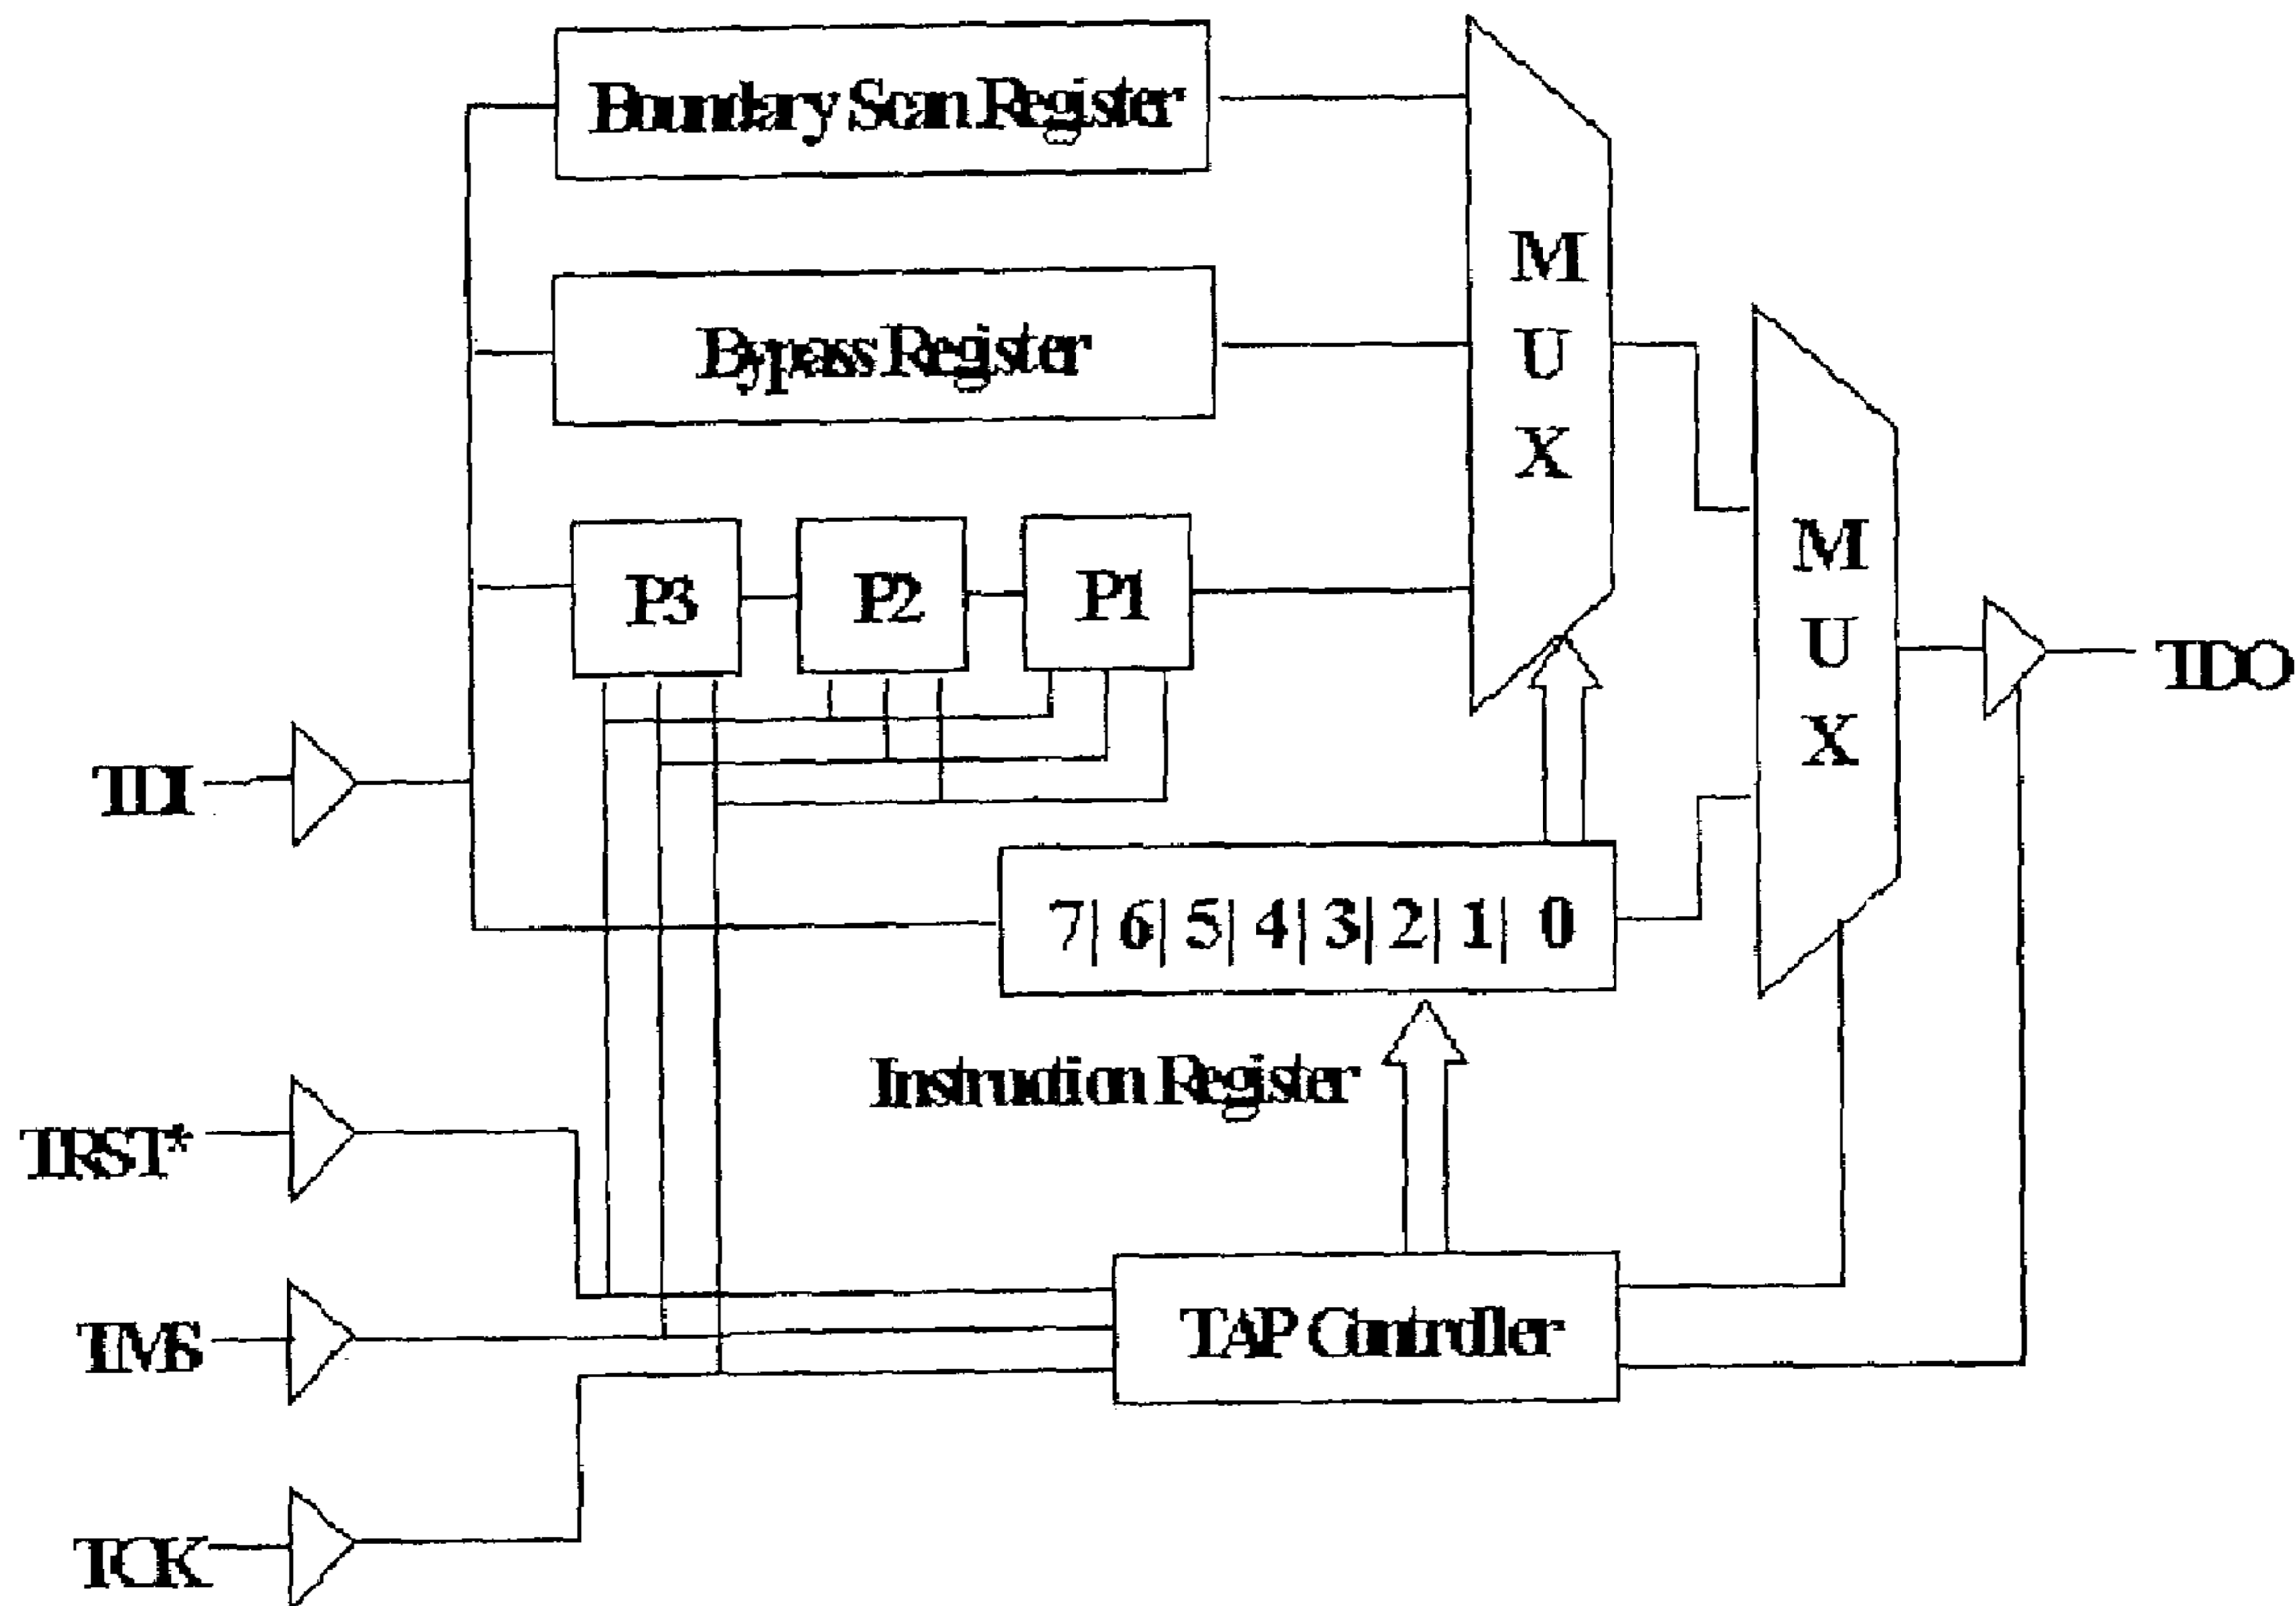 Boundary Scan Register
M
U
X
Bypass Register
M
U
X
P3
P2
P1
TDO
TDI
7| 6| 5| 4| 3| 2| 1| 0
Instruction Register
TRST*
TMS
TAP Controller
TCK